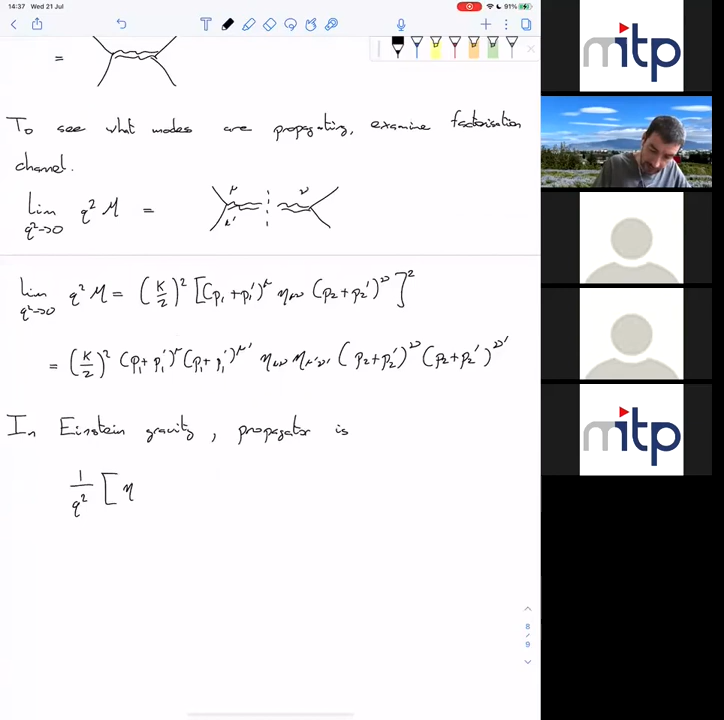 14:37 Wed 21 Jul
91%
=
To see what modes are propagating, examine factorisation
channel.
lim q²→0 q² M =
μ ν
μ'
lim q²→0 q² M = (K/2)² [(p₁+p₁')^μ η_μν (p₂+p₂')^ν]²
= (K/2)² (p₁+p₁')^μ (p₁+p₁')^μ' η_μν η_μ'ν' (p₂+p₂')^ν (p₂+p₂')^ν'
In Einstein gravity, propagator is
1/q² [η
8
/
9
mitp
mitp